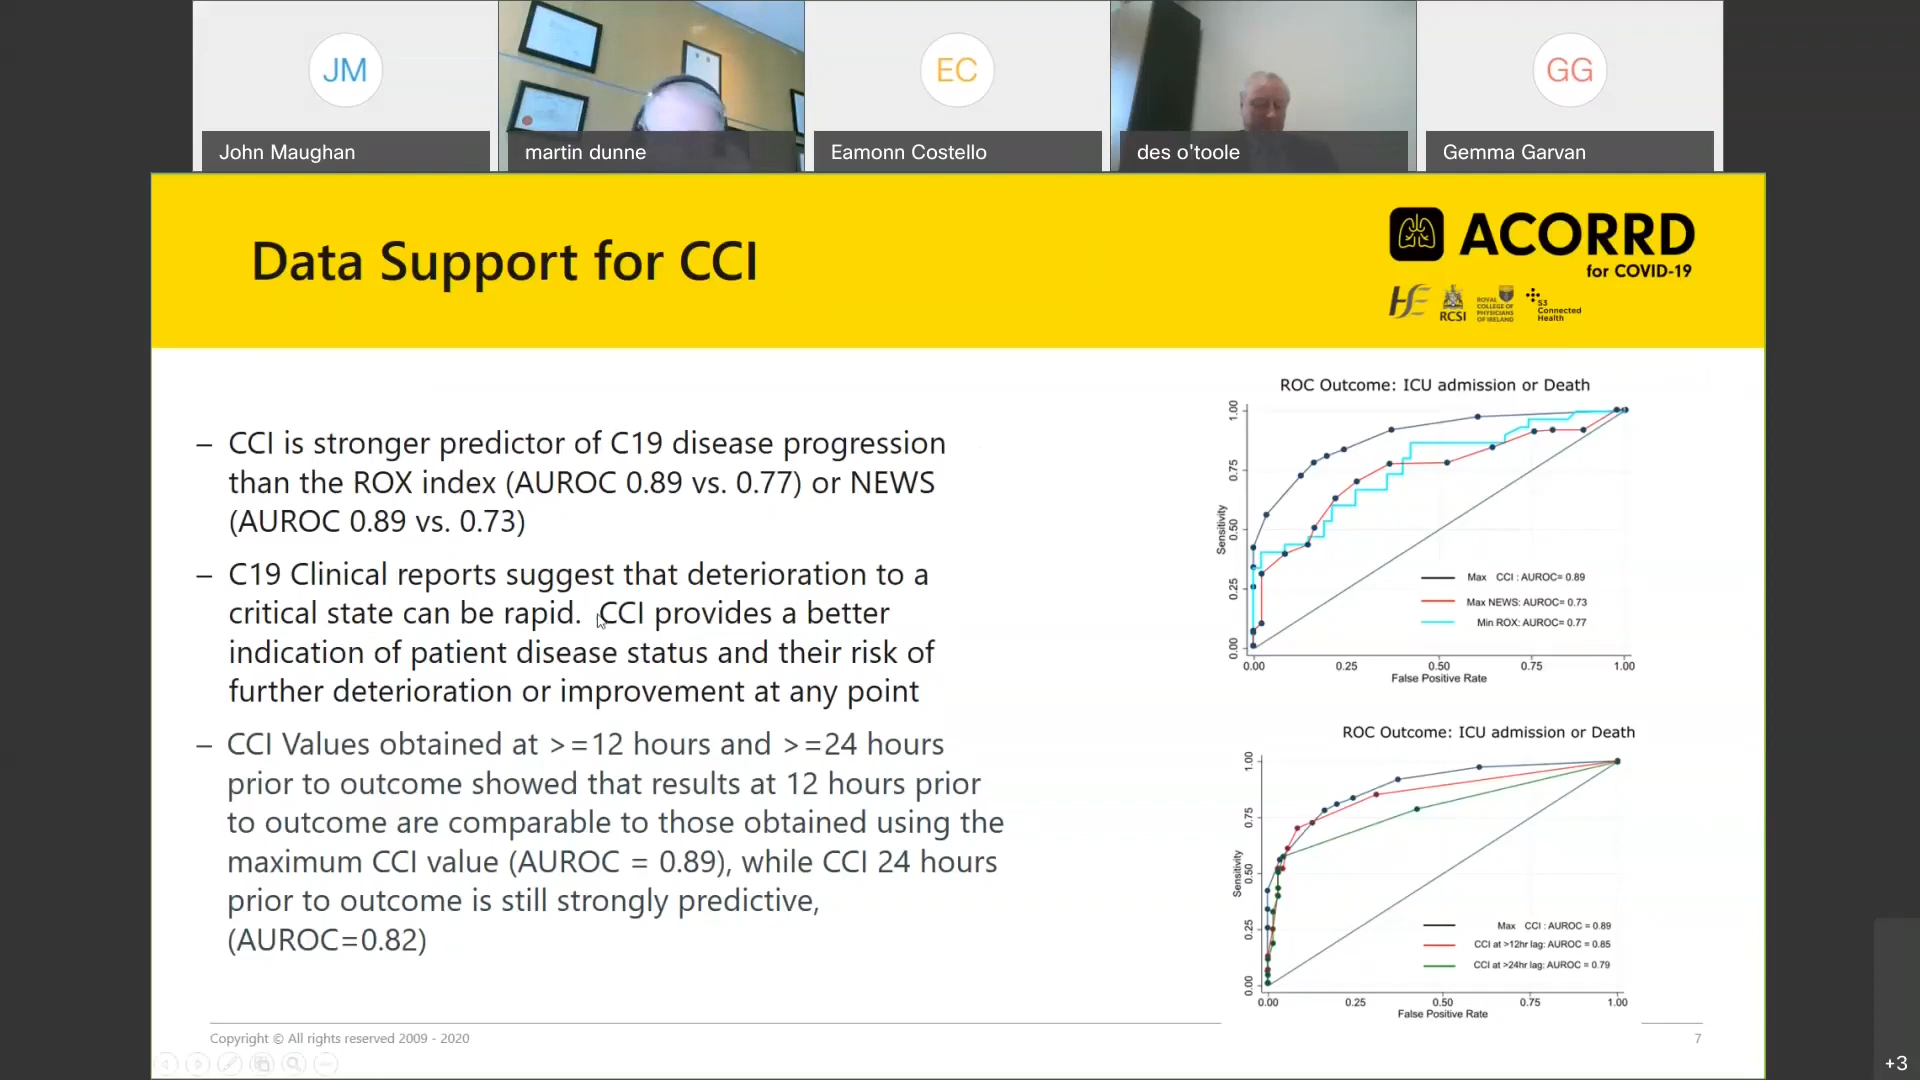 JM
EC
GG
John Maughan
martin dunne
Eamonn Costello
des o'toole
Gemma Garvan
Data Support for CCI
ACORRD
for COVID-19
RCSI
ROYAL
COLLEGE OF
PHYSICIANS
OF IRELAND
S3
Connected
Health
– CCI is stronger predictor of C19 disease progression
than the ROX index (AUROC 0.89 vs. 0.77) or NEWS
(AUROC 0.89 vs. 0.73)
– C19 Clinical reports suggest that deterioration to a
critical state can be rapid. CCI provides a better
indication of patient disease status and their risk of
further deterioration or improvement at any point
– CCI Values obtained at >=12 hours and >=24 hours
prior to outcome showed that results at 12 hours prior
to outcome are comparable to those obtained using the
maximum CCI value (AUROC = 0.89), while CCI 24 hours
prior to outcome is still strongly predictive,
(AUROC=0.82)
ROC Outcome: ICU admission or Death
Sensitivity
1.00
0.75
0.50
0.25
0.00
Max CCI : AUROC= 0.89
Max NEWS: AUROC= 0.73
Min ROX: AUROC= 0.77
0.00 0.25 0.50 0.75 1.00
False Positive Rate
ROC Outcome: ICU admission or Death
Sensitivity
1.00
0.75
0.50
0.25
0.00
Max CCI : AUROC = 0.89
CCI at >12hr lag: AUROC = 0.85
CCI at >24hr lag: AUROC = 0.79
0.00 0.25 0.50 0.75 1.00
False Positive Rate
Copyright © All rights reserved 2009 - 2020
7
+3